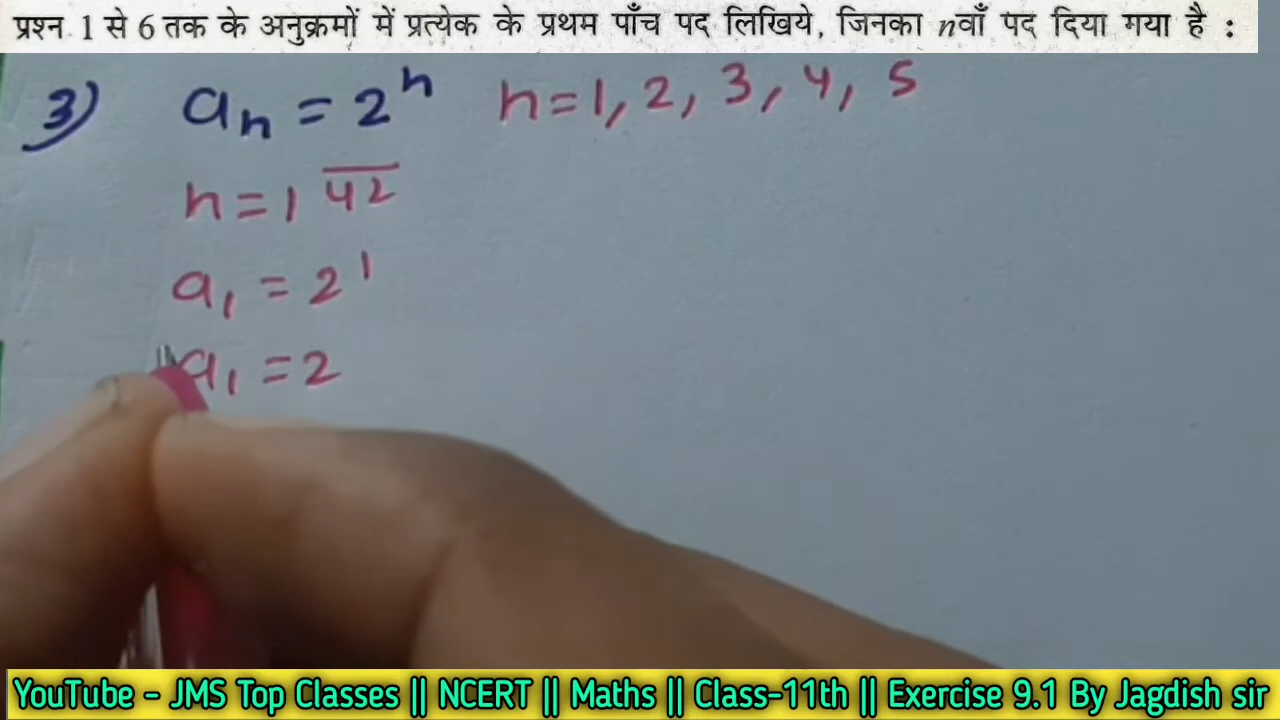 प्रश्न 1 से 6 तक के अनुक्रमों में प्रत्येक के प्रथम पाँच पद लिखिये, जिनका nवाँ पद दिया गया है :
3) aₙ = 2ⁿ n = 1, 2, 3, 4, 5
n = 1 पर
a₁ = 2¹
a₁ = 2
YouTube - JMS Top Classes || NCERT || Maths || Class-11th || Exercise 9.1 By Jagdish sir